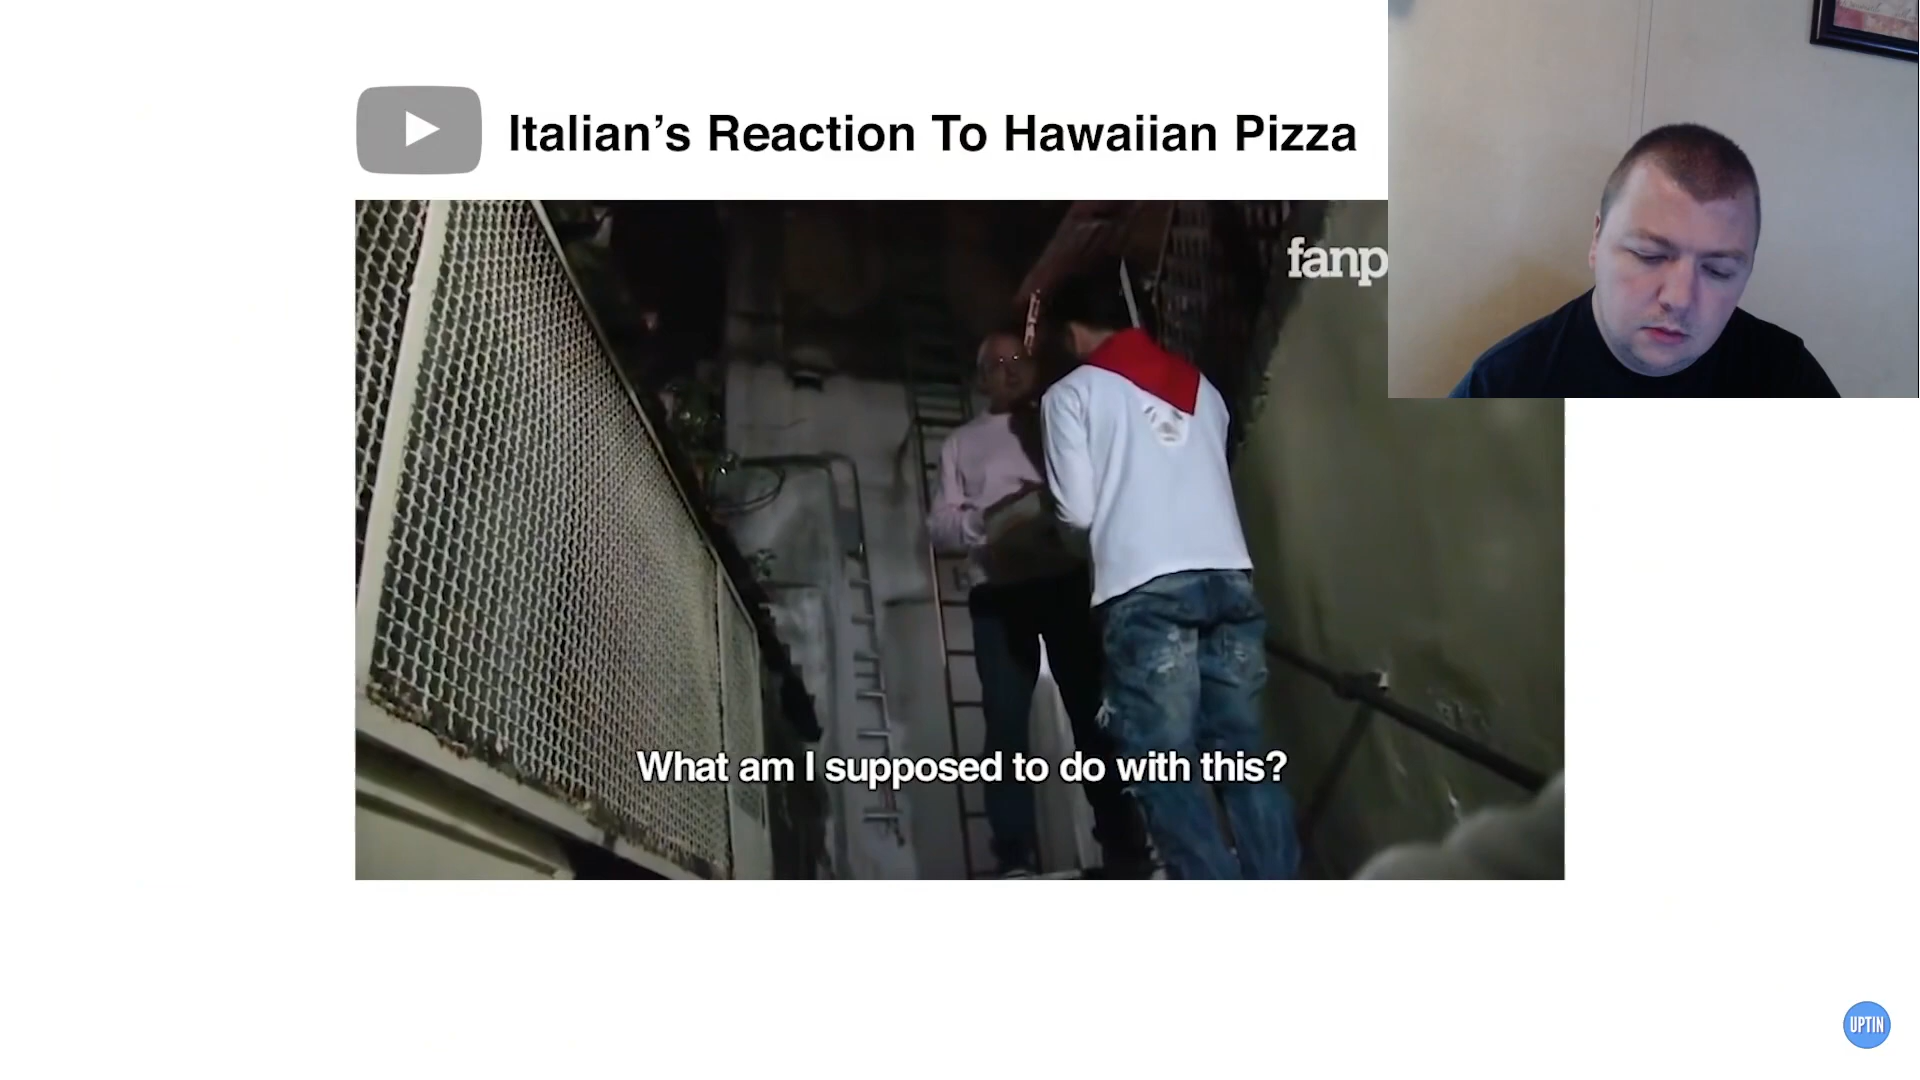 Italian's Reaction To Hawaiian Pizza
fanp
What am I supposed to do with this?
UPTIN